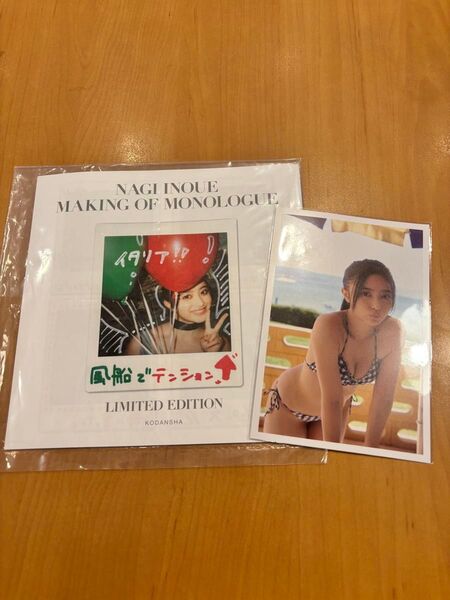 NAGI INOUE
MAKING OF MONOLOGUE
イタリア!!
風船でテンション↑
LIMITED EDITION
KODANSHA